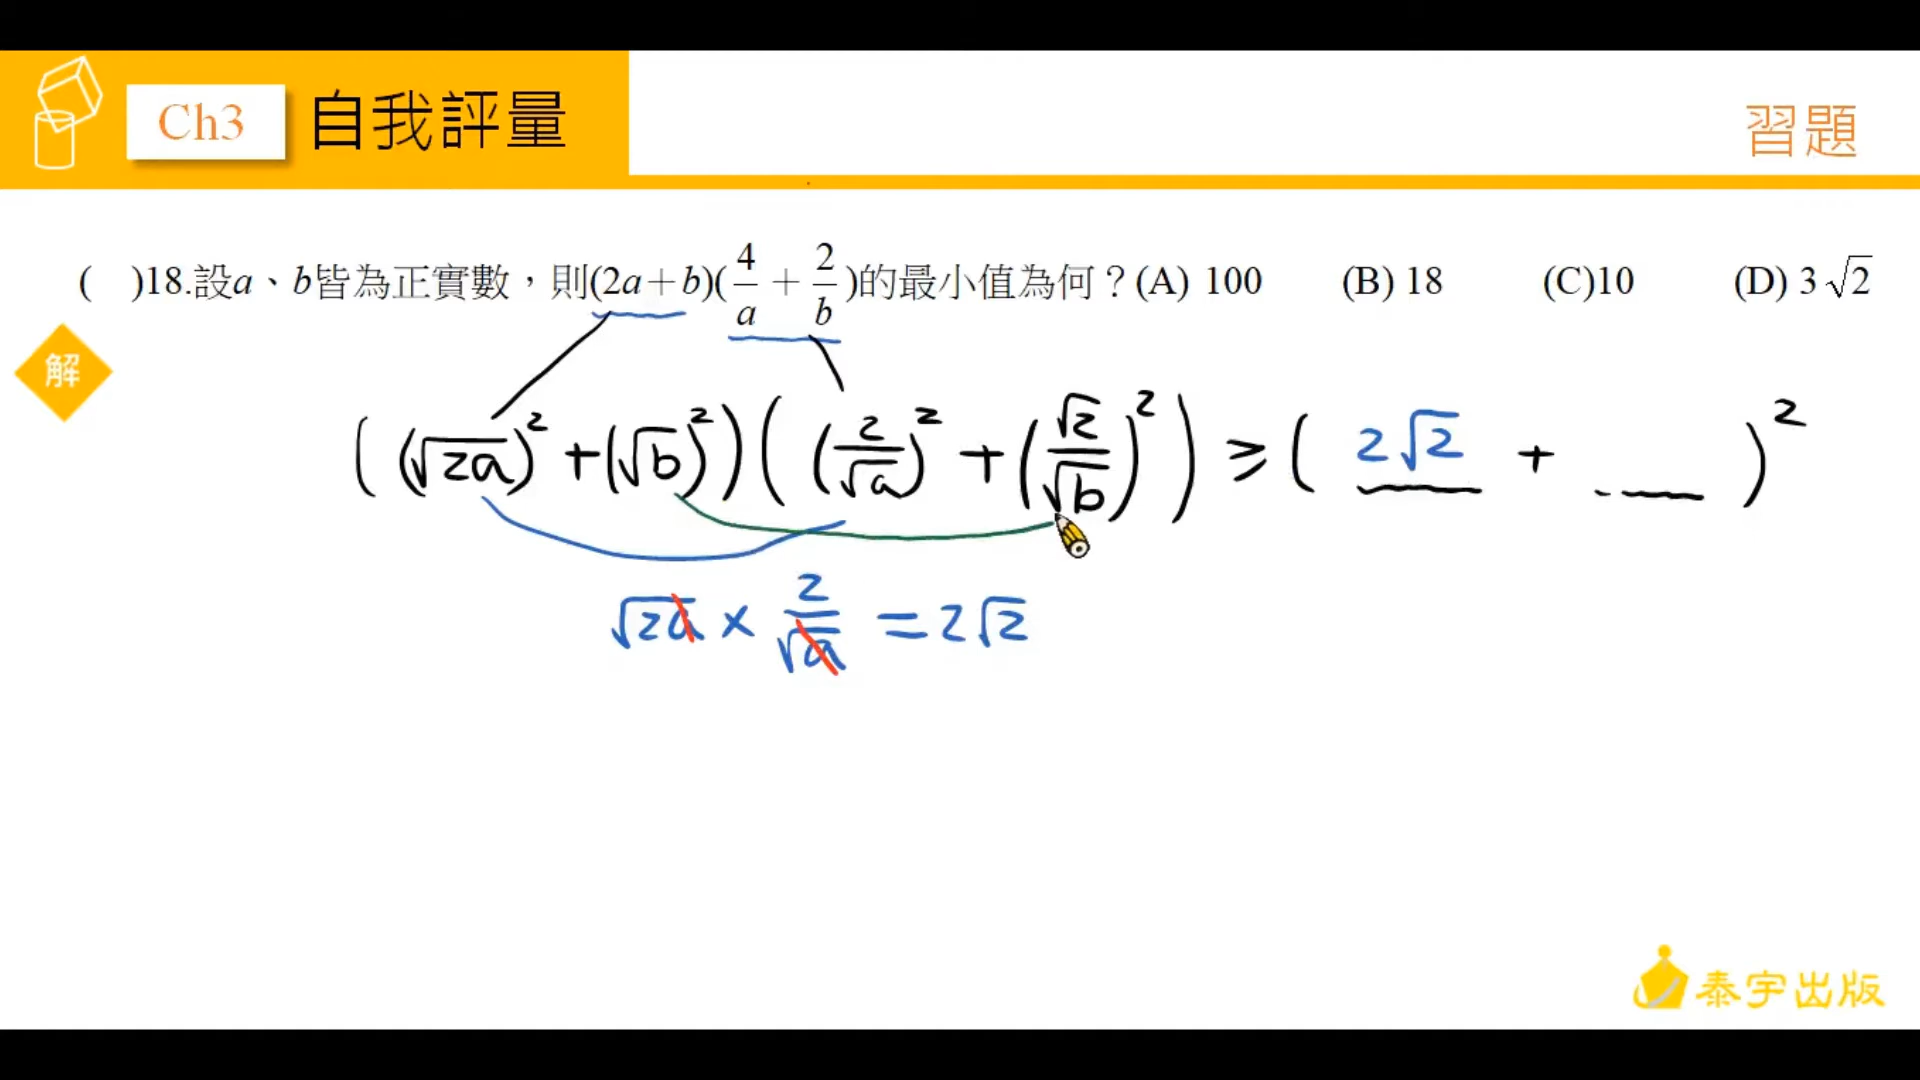 Ch3 自我評量
習題
( )18.設a、b皆為正實數，則(2a+b)(4/a + 2/b)的最小值為何？(A) 100 (B) 18 (C)10 (D) 3√2
解
((√2a)² + (√b)²)((2/√a)² + (√2/√b)²) ≥ ( 2√2 + )²
√2a × 2/√a = 2√2
泰宇出版